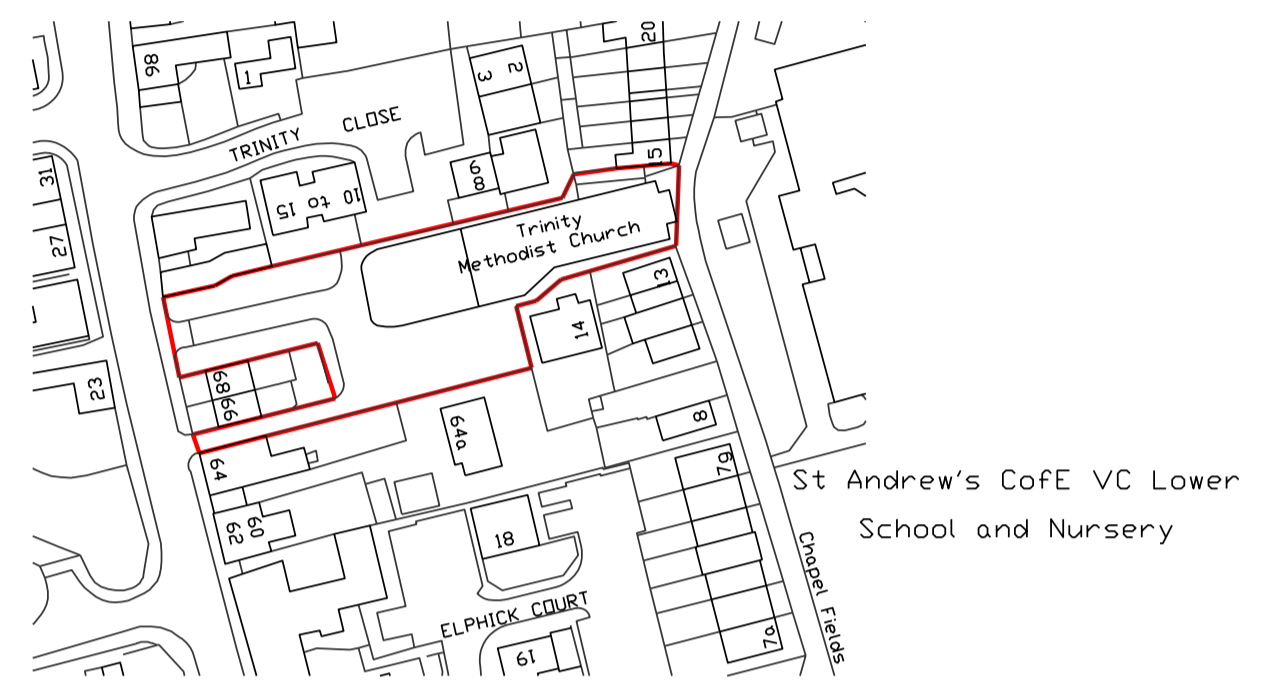 98
1
3
2
20
TRINITY CLOSE
31
6
8
15
10 to 15
27
Trinity
Methodist Church
13
14
23
68
66
8
64a
64
79
St Andrew's CofE VC Lower
School and Nursery
60
62
18
Chapel Fields
ELPHICK COURT
7a
19